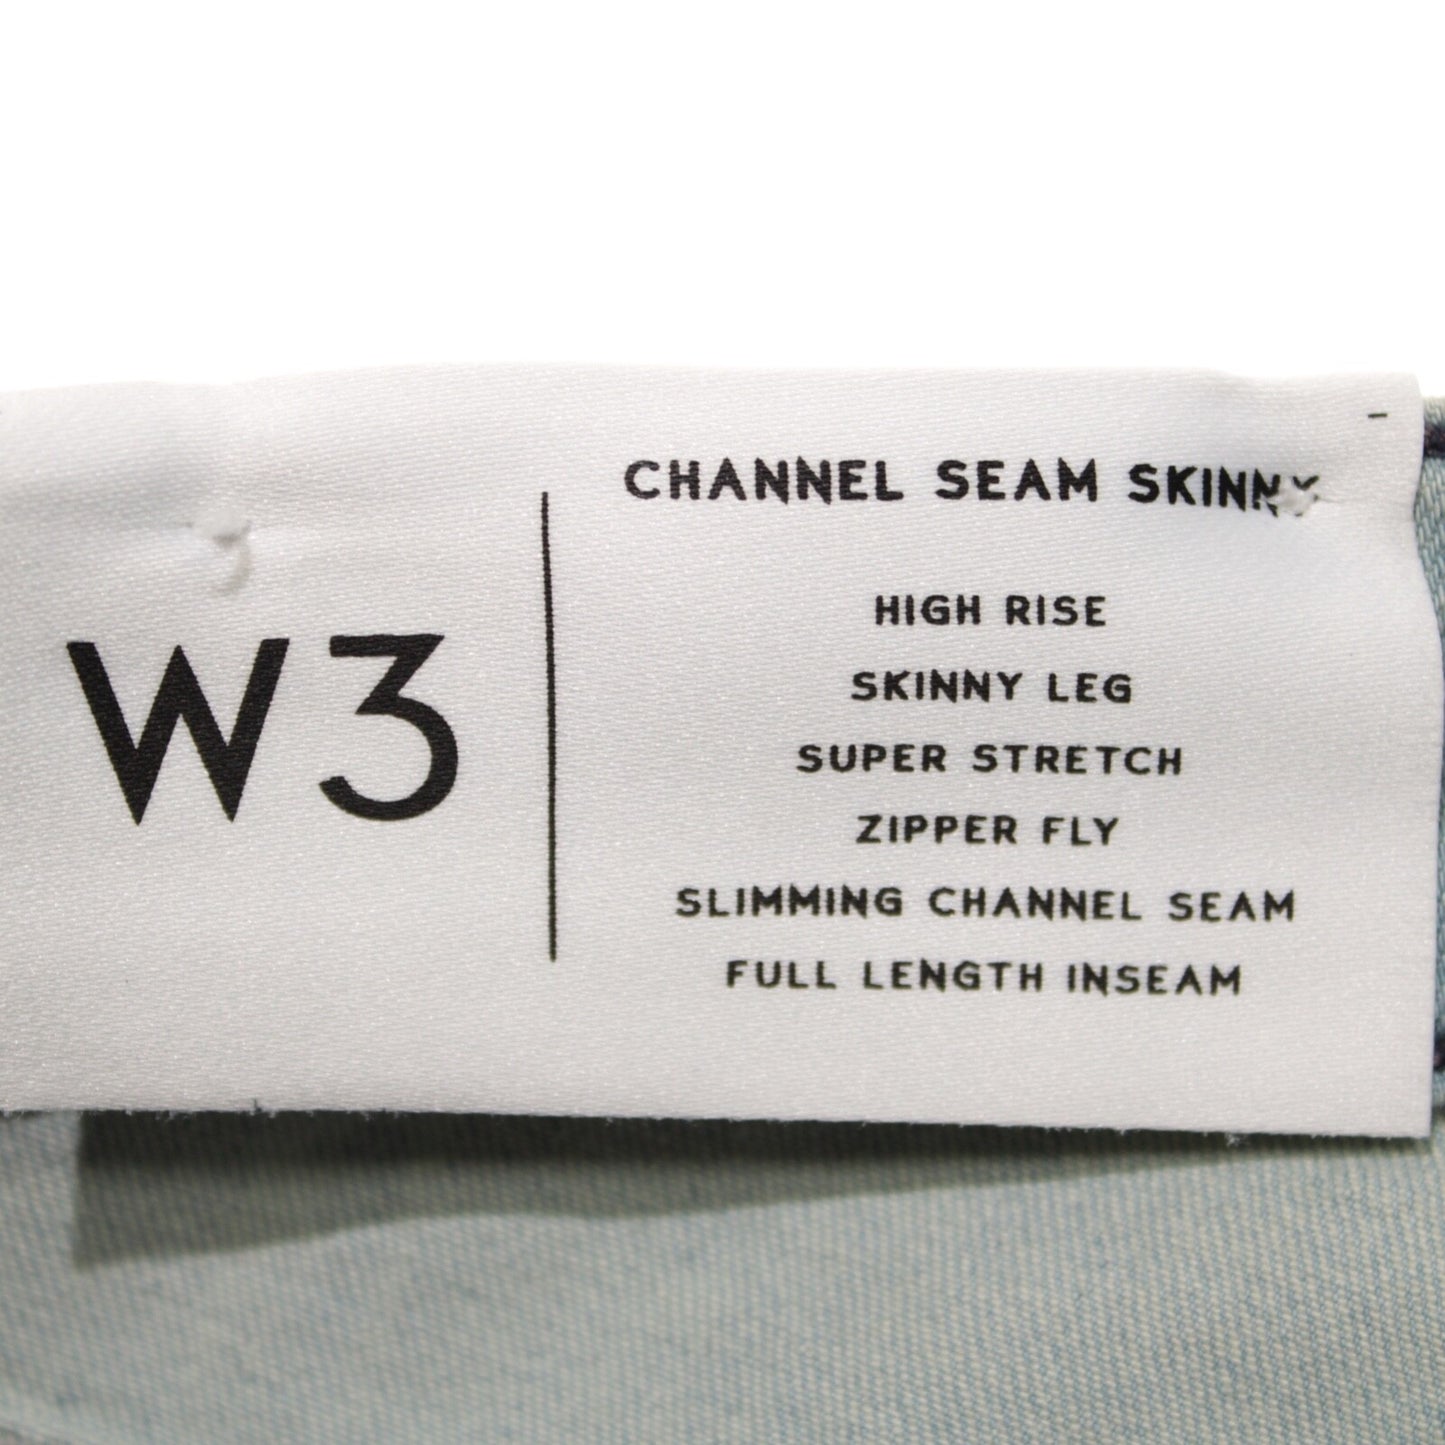 W3
CHANNEL SEAM SKINNY
HIGH RISE
SKINNY LEG
SUPER STRETCH
ZIPPER FLY
SLIMMING CHANNEL SEAM
FULL LENGTH INSEAM